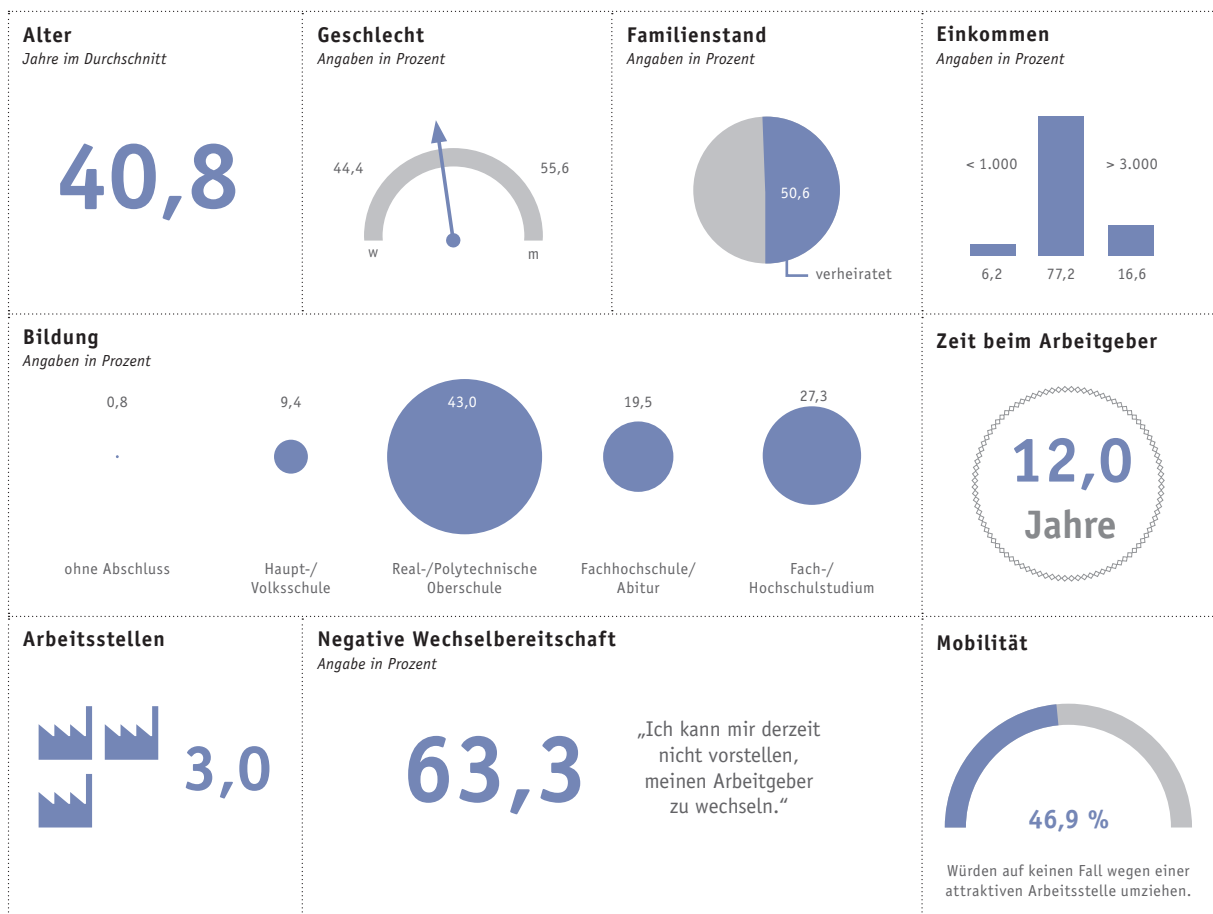 Alter
Jahre im Durchschnitt
40,8
Geschlecht
Angaben in Prozent
44,4
55,6
w
m
Familienstand
Angaben in Prozent
50,6
verheiratet
Einkommen
Angaben in Prozent
< 1.000
> 3.000
6,2
77,2
16,6
Bildung
Angaben in Prozent
0,8
9,4
43,0
19,5
27,3
ohne Abschluss
Haupt-/
Volksschule
Real-/Polytechnische
Oberschule
Fachhochschule/
Abitur
Fach-/
Hochschulstudium
Zeit beim Arbeitgeber
12,0
Jahre
Arbeitsstellen
3,0
Negative Wechselbereitschaft
Angabe in Prozent
63,3
„Ich kann mir derzeit
nicht vorstellen,
meinen Arbeitgeber
zu wechseln.“
Mobilität
46,9 %
Würden auf keinen Fall wegen einer
attraktiven Arbeitsstelle umziehen.